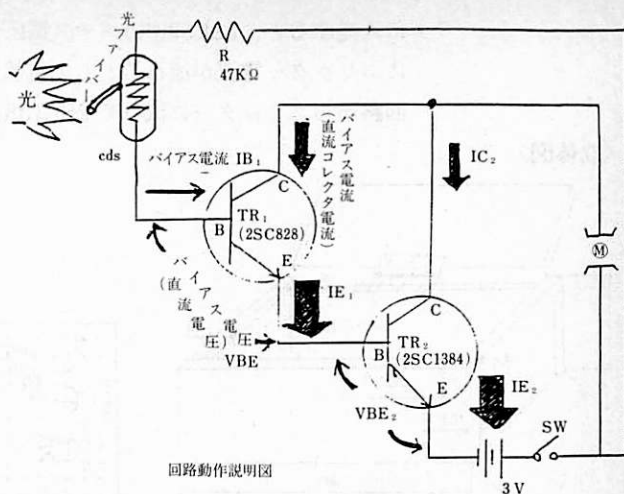 光ファイバー
光
R
47KΩ
cds
バイアス電流 IB₁
C
バイアス電流
(直流コレクタ電流)
IC₂
B
TR₁
(2SC828)
E
バイアス電圧
(直流電圧)
VBE
IE₁
M
C
B
TR₂
(2SC1384)
E
VBE₂
IE₂
SW
3V
回路動作説明図